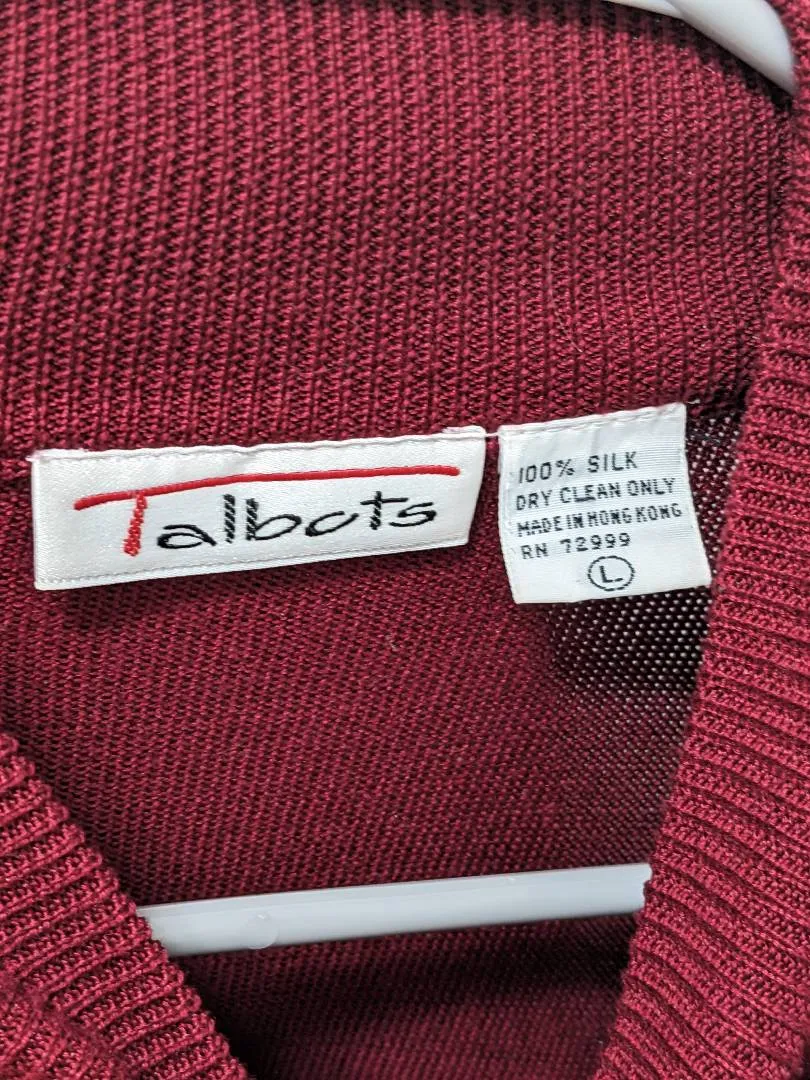 Talbots
100% SILK
DRY CLEAN ONLY
MADE IN HONG KONG
RN 72999
L